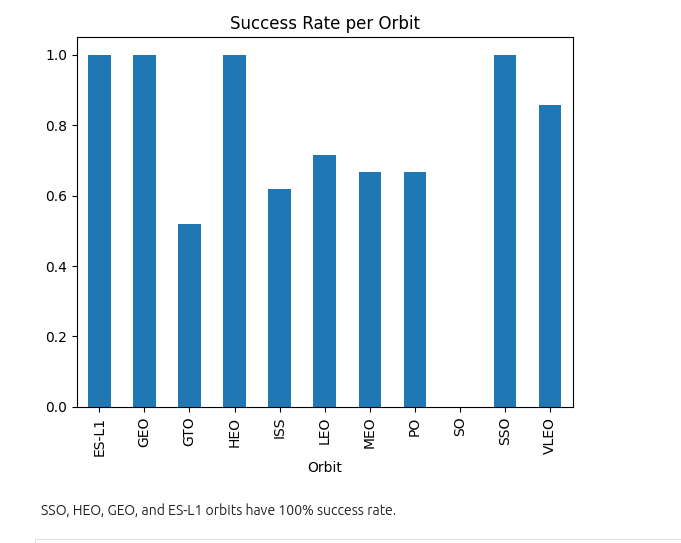 Success Rate per Orbit
1.0
0.8
0.6
0.4
0.2
0.0
ES-L1
GEO
GTO
HEO
ISS
LEO
MEO
PO
SO
SSO
VLEO
Orbit
SSO, HEO, GEO, and ES-L1 orbits have 100% success rate.